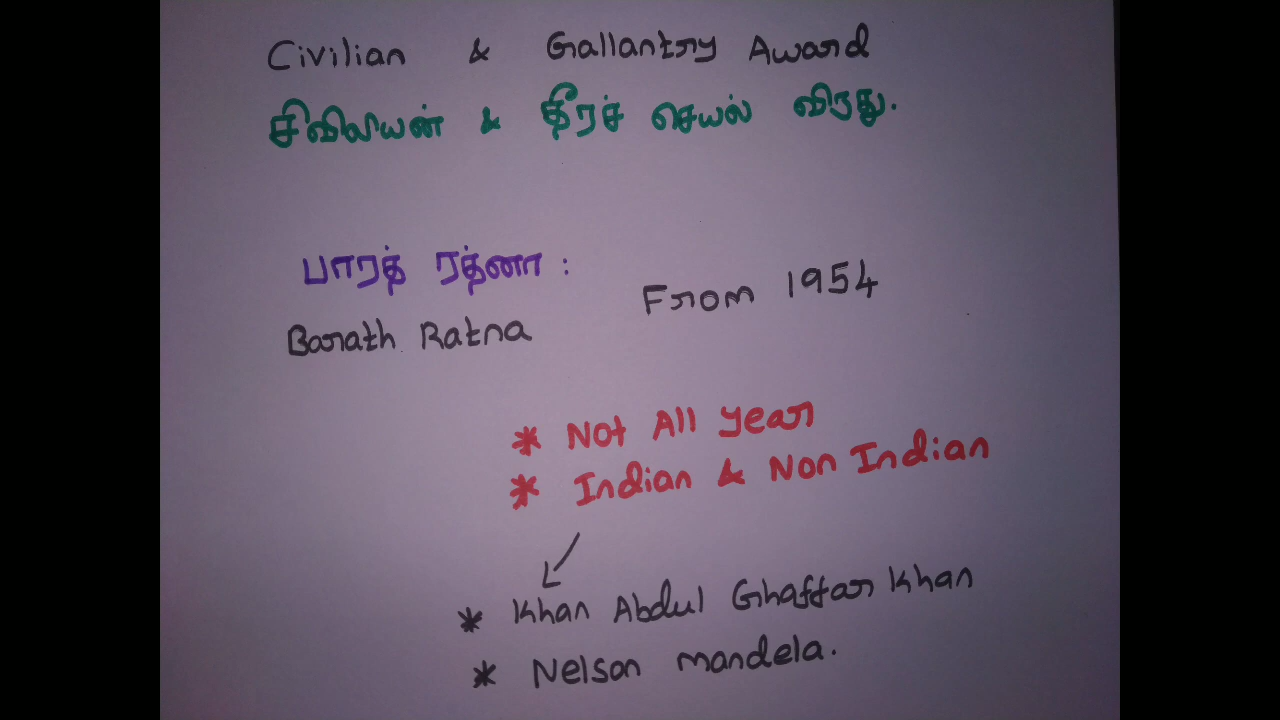 Civilian & Gallantry Award
சிவிலியன் & தீரச் செயல் விரது.
பாரத் ரத்னா :
From 1954
Barath Ratna
* Not All year
* Indian & Non Indian
* Khan Abdul Ghaffar Khan
* Nelson mandela.